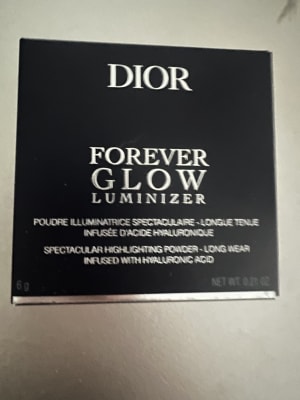 DIOR
FOREVER
GLOW
LUMINIZER
POUDRE ILLUMINATRICE SPECTACULAIRE - LONGUE TENUE
INFUSÉE D'ACIDE HYALURONIQUE
SPECTACULAR HIGHLIGHTING POWDER - LONG WEAR
INFUSED WITH HYALURONIC ACID
6 g NET WT. 0.21 OZ